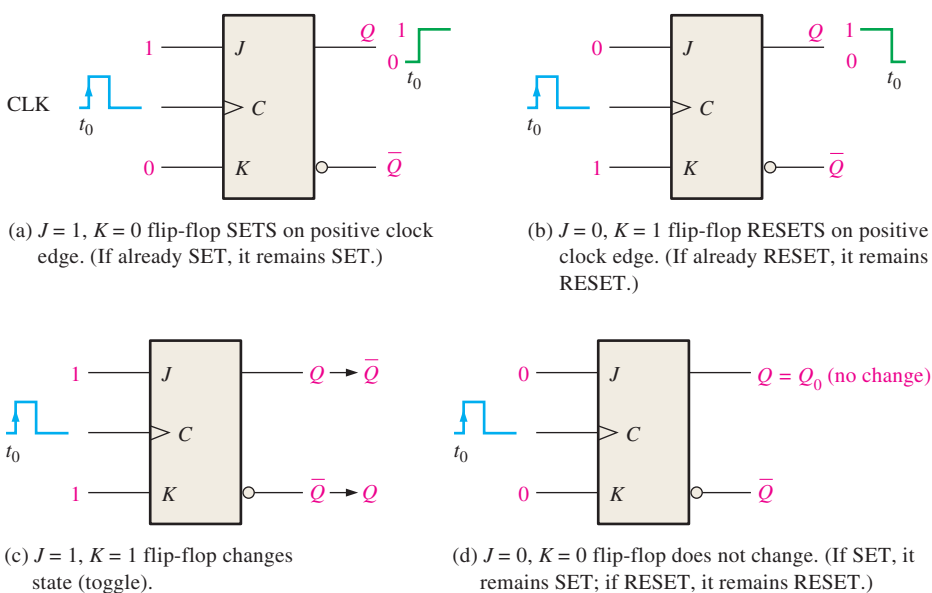 1 J Q 1
0
t₀
CLK C
t₀
0 K Q̅
(a) J = 1, K = 0 flip-flop SETS on positive clock
edge. (If already SET, it remains SET.)
0 J Q 1
0
t₀
C
t₀
1 K Q̅
(b) J = 0, K = 1 flip-flop RESETS on positive
clock edge. (If already RESET, it remains
RESET.)
1 J Q Q̅
C
t₀
1 K Q̅ Q
(c) J = 1, K = 1 flip-flop changes
state (toggle).
0 J Q = Q₀ (no change)
C
t₀
0 K Q̅
(d) J = 0, K = 0 flip-flop does not change. (If SET, it
remains SET; if RESET, it remains RESET.)